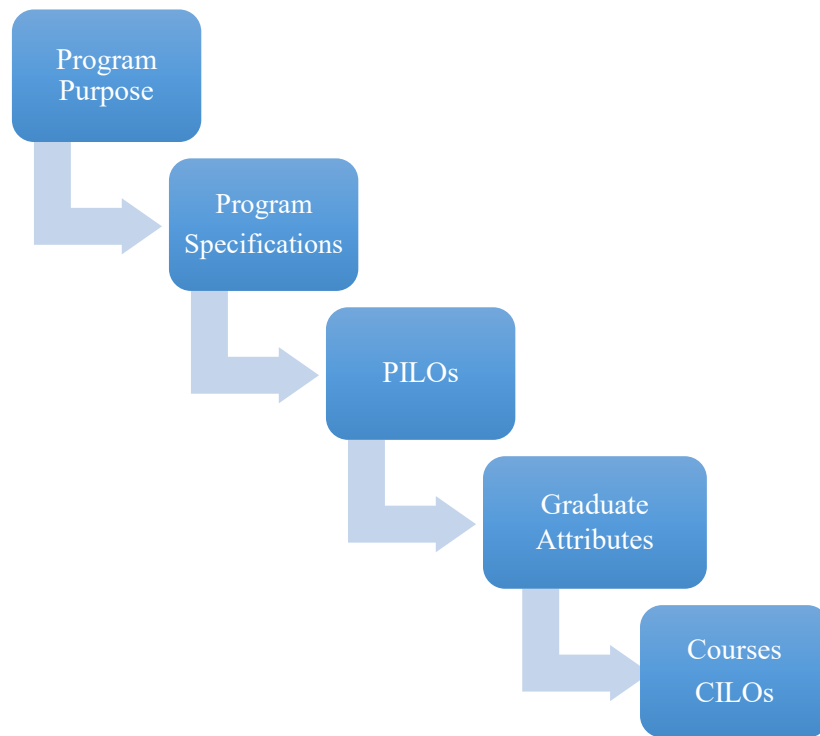 Program
Purpose
Program
Specifications
PILOs
Graduate
Attributes
Courses
CILOs